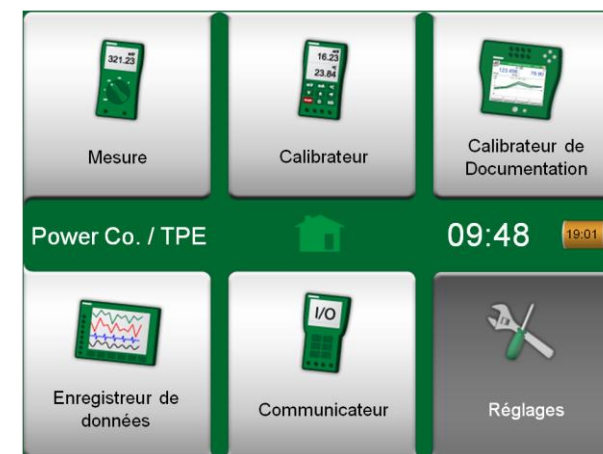 321.23
16.23
23.84
Mesure
Calibrateur
Calibrateur de
Documentation
Power Co. / TPE
09:48
19:01
I/O
Enregistreur de
données
Communicateur
Réglages